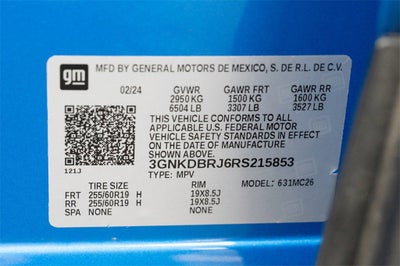 gm
MFD BY GENERAL MOTORS DE MEXICO, S. DE R.L. DE C.V.
02/24 GVWR GAWR FRT GAWR RR
2950 KG 1500 KG 1600 KG
6504 LB 3307 LB 3527 LB
THIS VEHICLE CONFORMS TO ALL
APPLICABLE U.S. FEDERAL MOTOR
VEHICLE SAFETY STANDARDS IN EFFECT
ON THE DATE OF MANUFACTURE
SHOWN ABOVE.
3GNKDBRJ6RS215853
121J TYPE: MPV MODEL: 631MC26
TIRE SIZE RIM
FRT 255/60R19 H 19X8.5J
RR 255/60R19 H 19X8.5J
SPA NONE NONE